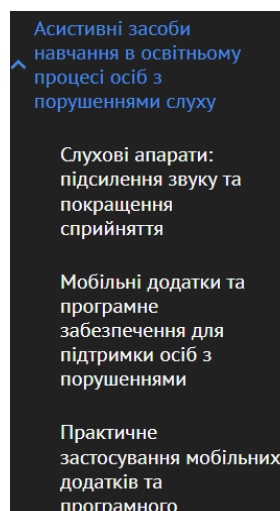 Асистивні засоби
навчання в освітньому
процесі осіб з
порушеннями слуху
Слухові апарати:
підсилення звуку та
покращення
сприйняття
Мобільні додатки та
програмне
забезпечення для
підтримки осіб з
порушеннями
Практичне
застосування мобільних
додатків та
програмного